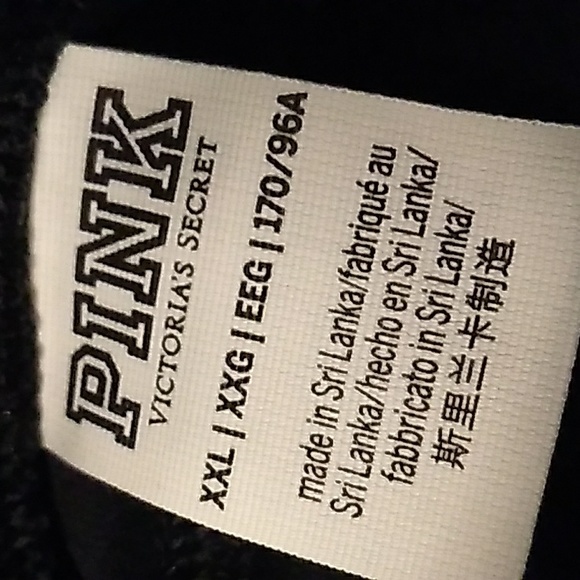 PINK
VICTORIA'S SECRET
XXL | XXG | EEG | 170/96A
made in Sri Lanka/fabriqué au
Sri Lanka/hecho en Sri Lanka/
fabbricato in Sri Lanka/
斯里兰卡制造